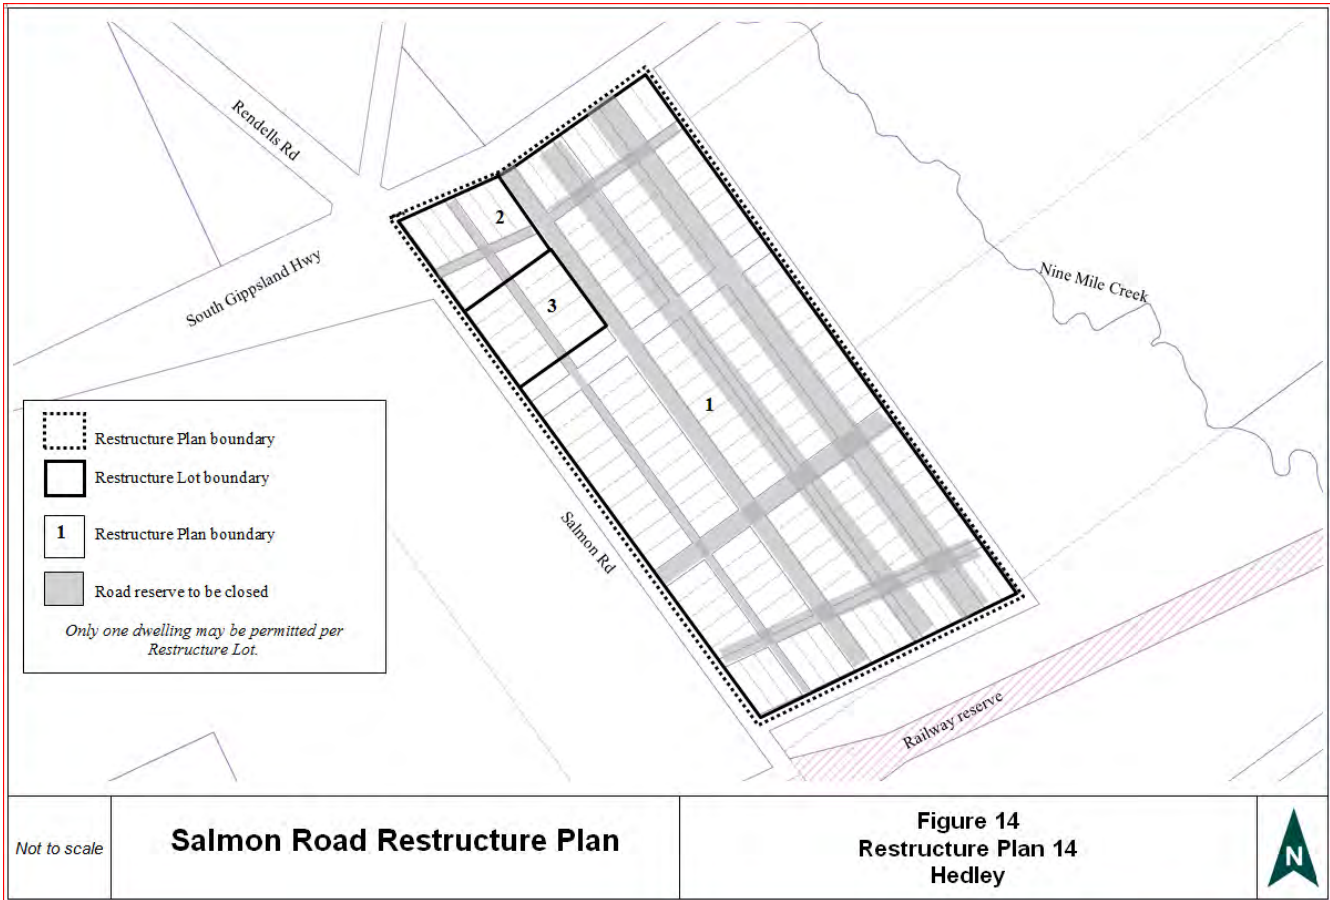 Rendells Rd
South Gippsland Hwy
Nine Mile Creek
2
3
1
Salmon Rd
Railway reserve
Restructure Plan boundary
Restructure Lot boundary
1
Restructure Plan boundary
Road reserve to be closed
Only one dwelling may be permitted per
Restructure Lot.
Not to scale
Salmon Road Restructure Plan
Figure 14
Restructure Plan 14
Hedley
N